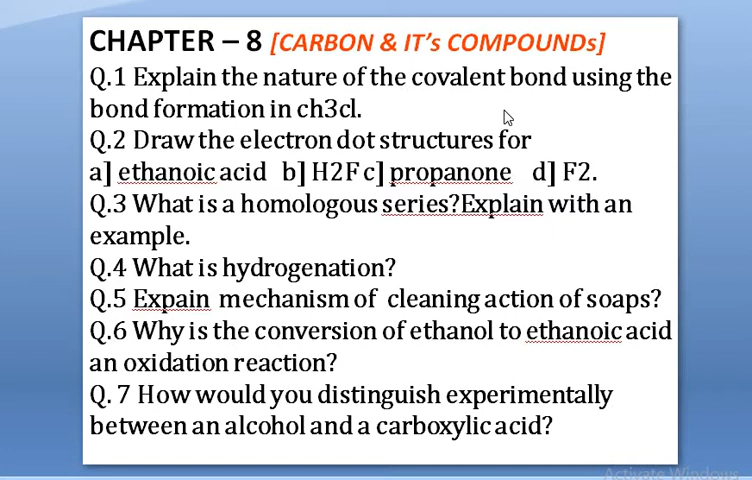 CHAPTER – 8 [CARBON & IT's COMPOUNDs]
Q.1 Explain the nature of the covalent bond using the
bond formation in ch3cl.
Q.2 Draw the electron dot structures for
a] ethanoic acid b] H2F c] propanone d] F2.
Q.3 What is a homologous series?Explain with an
example.
Q.4 What is hydrogenation?
Q.5 Expain mechanism of cleaning action of soaps?
Q.6 Why is the conversion of ethanol to ethanoic acid
an oxidation reaction?
Q. 7 How would you distinguish experimentally
between an alcohol and a carboxylic acid?
Activate Windows